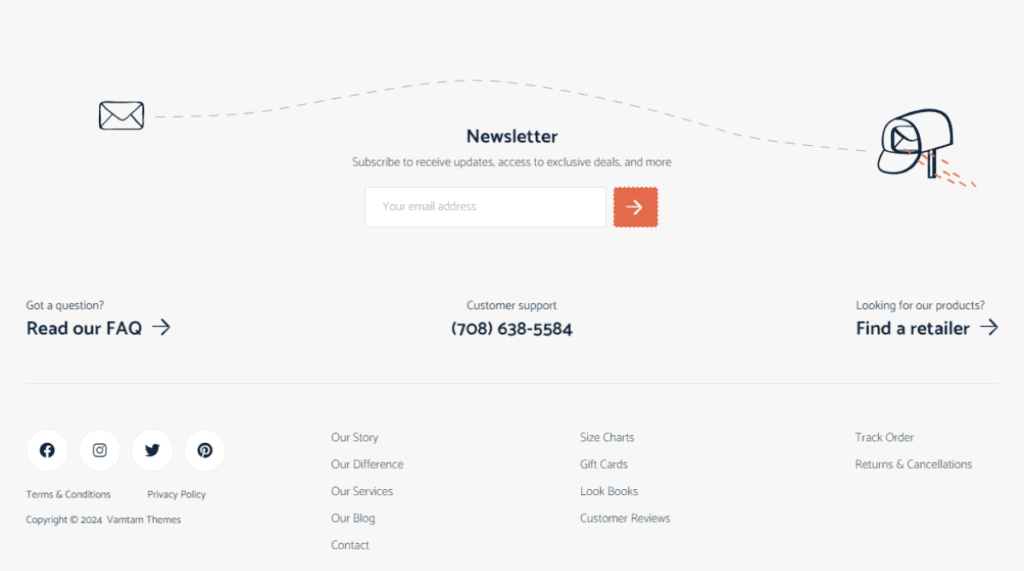 Newsletter
Subscribe to receive updates, access to exclusive deals, and more
Your email address
Got a question?
Read our FAQ
Customer support
(708) 638-5584
Looking for our products?
Find a retailer
Terms & Conditions
Privacy Policy
Copyright © 2024 Vamtam Themes
Our Story
Our Difference
Our Services
Our Blog
Contact
Size Charts
Gift Cards
Look Books
Customer Reviews
Track Order
Returns & Cancellations